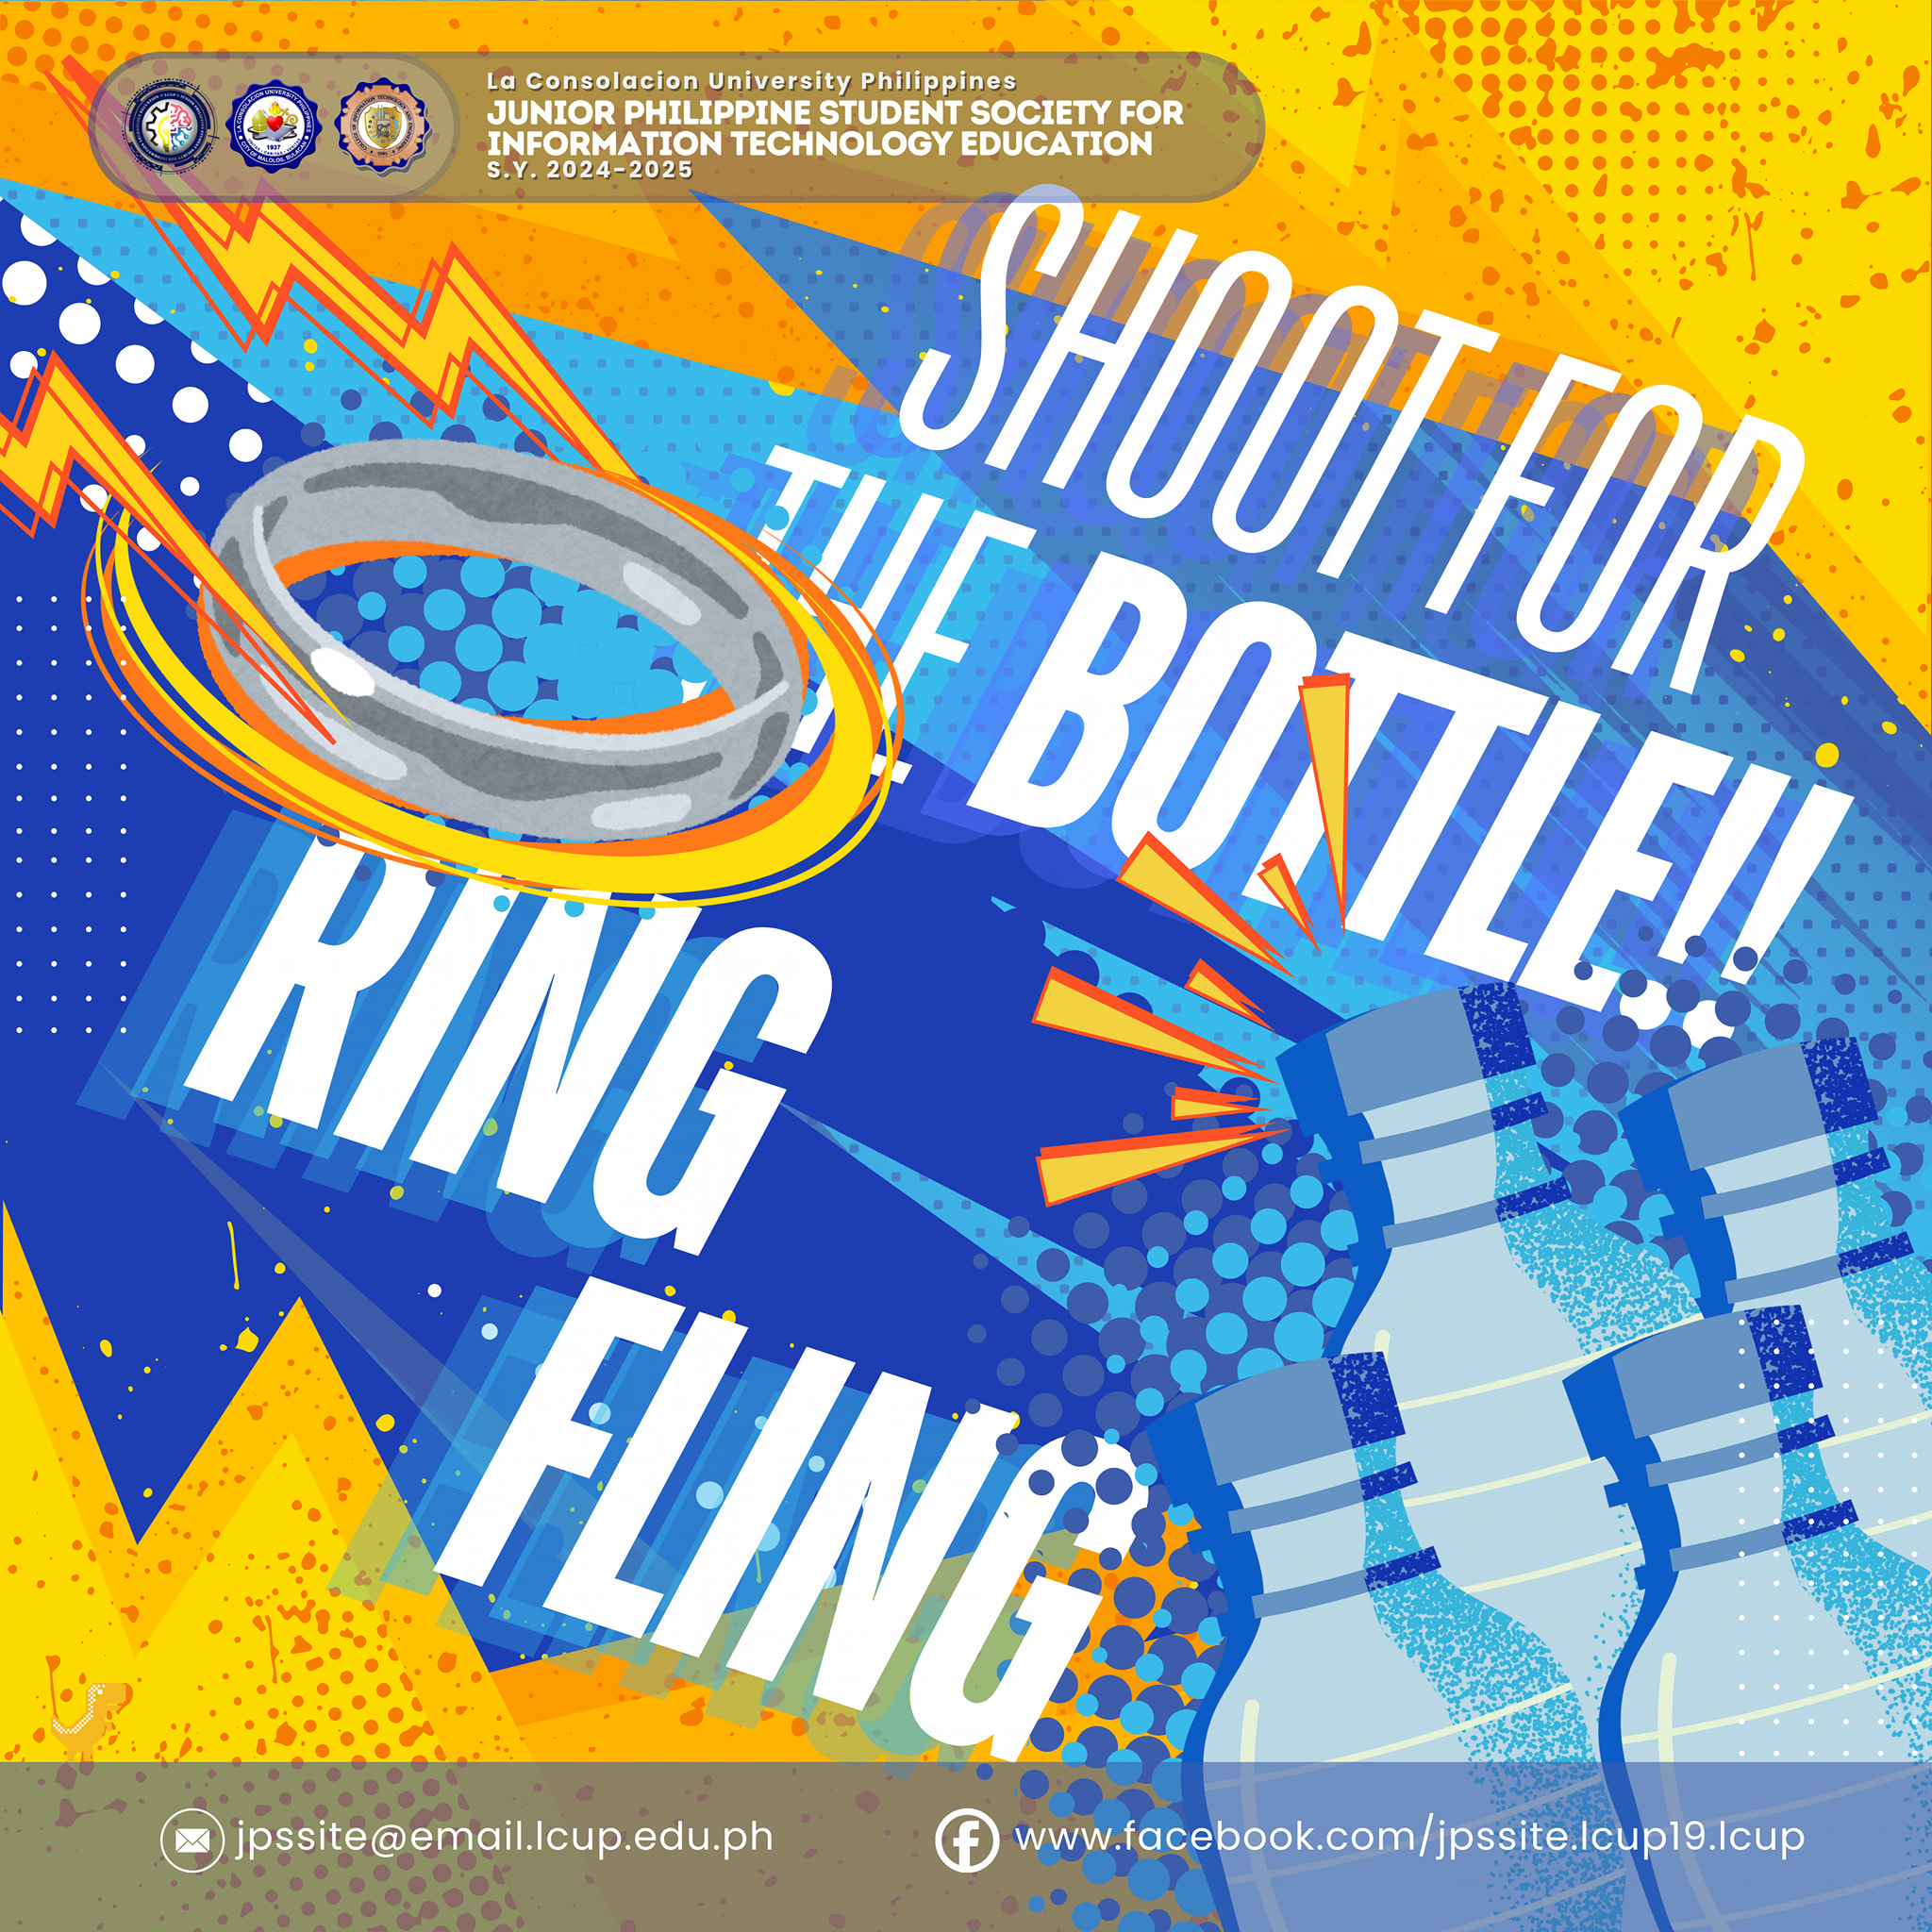 La Consolacion University Philippines
JUNIOR PHILIPPINE STUDENT SOCIETY FOR
INFORMATION TECHNOLOGY EDUCATION
S.Y. 2024-2025
SHOOT FOR
THE BOTTLE!!
RING
FLING
jpssite@email.lcup.edu.ph
www.facebook.com/jpssite.lcup19.lcup